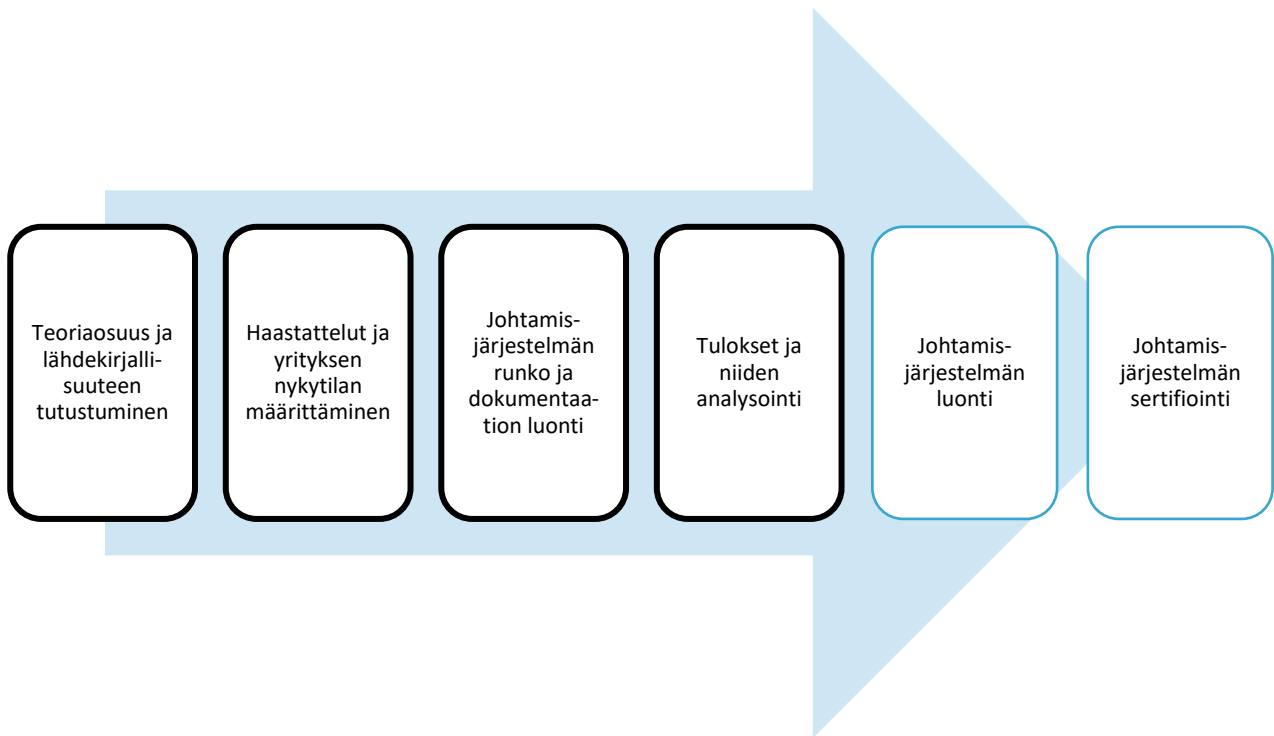 Teoriaosuus ja
lähdekirjalli-
suuteen
tutustuminen
Haastattelut ja
yrityksen
nykytilan
määrittäminen
Johtamis-
järjestelmän
runko ja
dokumentaa-
tion luonti
Tulokset ja
niiden
analysointi
Johtamis-
järjestelmän
luonti
Johtamis-
järjestelmän
sertifiointi